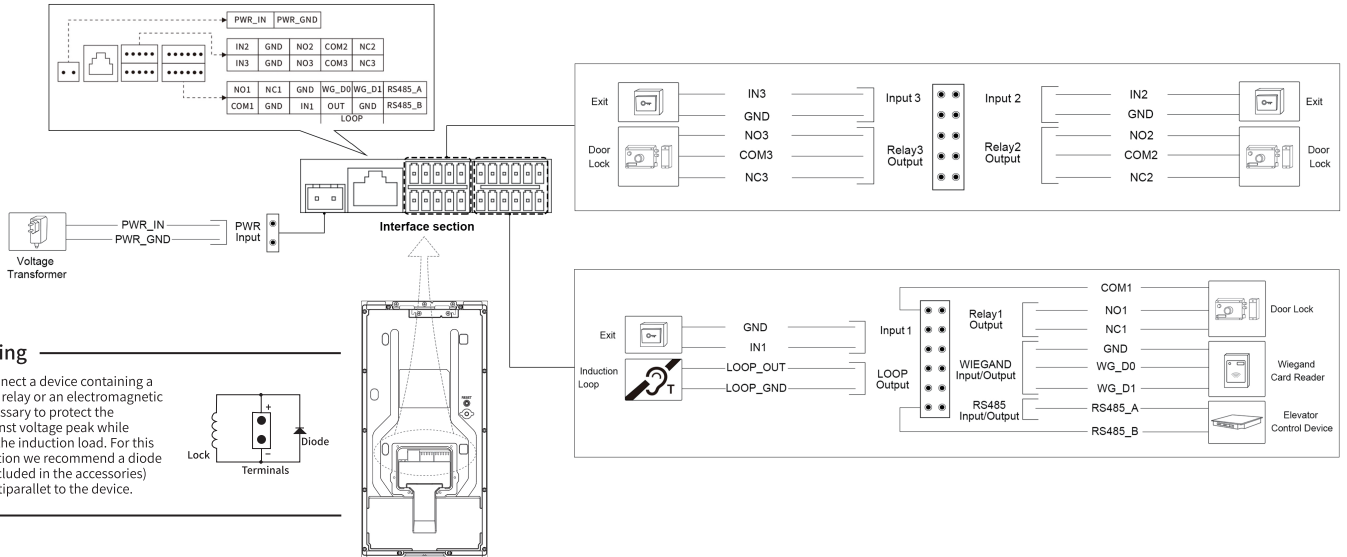 PWR_IN PWR_GND
IN2 GND NO2 COM2 NC2
IN3 GND NO3 COM3 NC3
NO1 NC1 GND WG_D0 WG_D1 RS485_A
COM1 GND IN1 OUT GND RS485_B
LOOP
Interface section
PWR_IN
PWR_GND
PWR
Input
Voltage
Transformer
Exit
IN3
GND
Input 3
Input 2
IN2
GND
Exit
Door
Lock
NO3
COM3
NC3
Relay3
Output
Relay2
Output
NO2
COM2
NC2
Door
Lock
Exit
GND
IN1
Input 1
Induction
Loop
LOOP_OUT
LOOP_GND
LOOP
Output
COM1
Relay1
Output
NO1
NC1
Door Lock
WIEGAND
Input/Output
GND
WG_D0
WG_D1
Wiegand
Card Reader
RS485
Input/Output
RS485_A
RS485_B
Elevator
Control Device
RESET
ing
nect a device containing a
relay or an electromagnetic
ssary to protect the
nst voltage peak while
he induction load. For this
tion we recommend a diode
cluded in the accessories)
tiparallet to the device.
Lock
+
−
Diode
Terminals
T